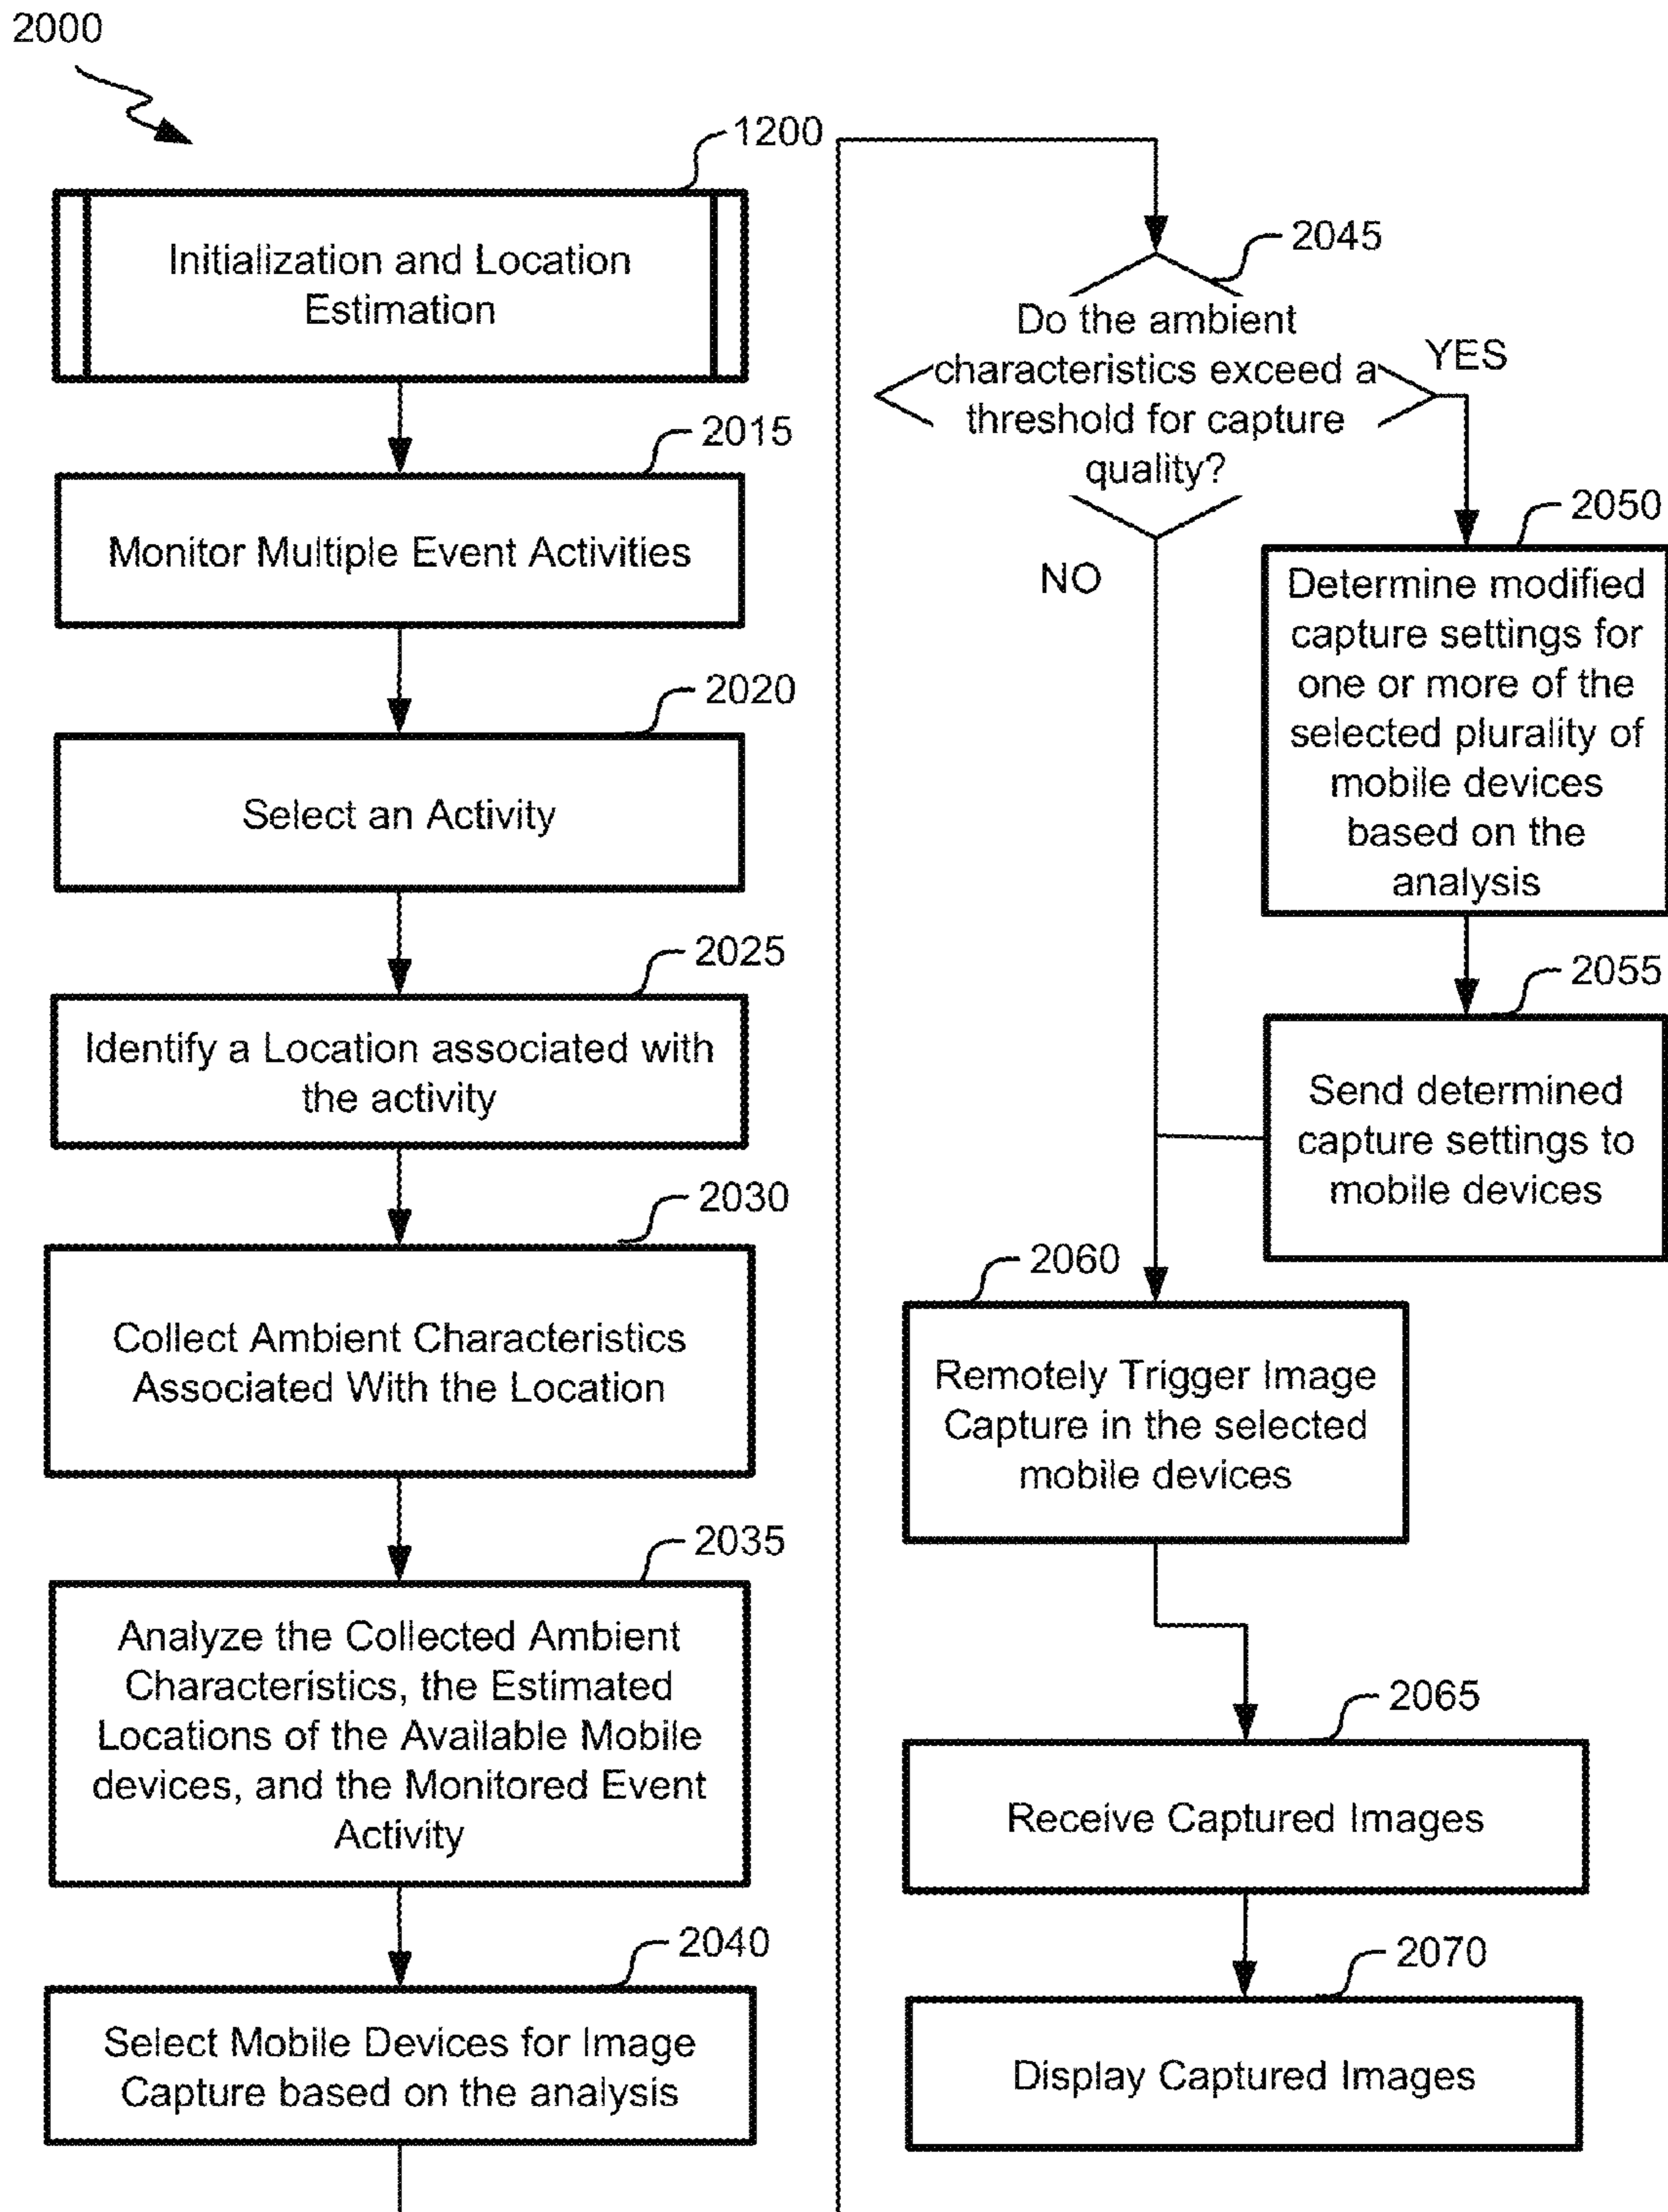 2000
1200
Initialization and Location
Estimation
2015
Monitor Multiple Event Activities
2020
Select an Activity
2025
Identify a Location associated with
the activity
2030
Collect Ambient Characteristics
Associated With the Location
2035
Analyze the Collected Ambient
Characteristics, the Estimated
Locations of the Available Mobile
devices, and the Monitored Event
Activity
2040
Select Mobile Devices for Image
Capture based on the analysis
2045
Do the ambient
characteristics exceed a
threshold for capture
quality?
YES
NO
2050
Determine modified
capture settings for
one or more of the
selected plurality of
mobile devices
based on the
analysis
2055
Send determined
capture settings to
mobile devices
2060
Remotely Trigger Image
Capture in the selected
mobile devices
2065
Receive Captured Images
2070
Display Captured Images